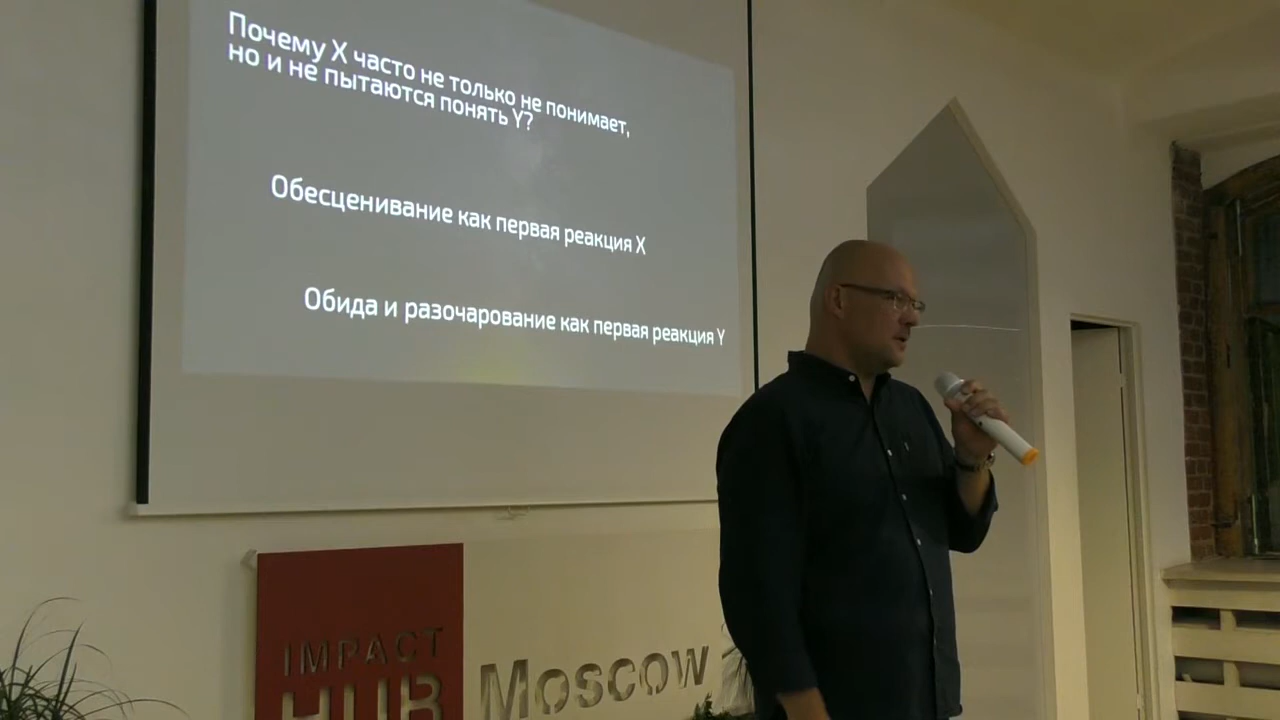 Почему X часто не только не понимает,
но и не пытаются понять Y?
Обесценивание как первая реакция X
Обида и разочарование как первая реакция Y
IMPACT
HUB
Moscow